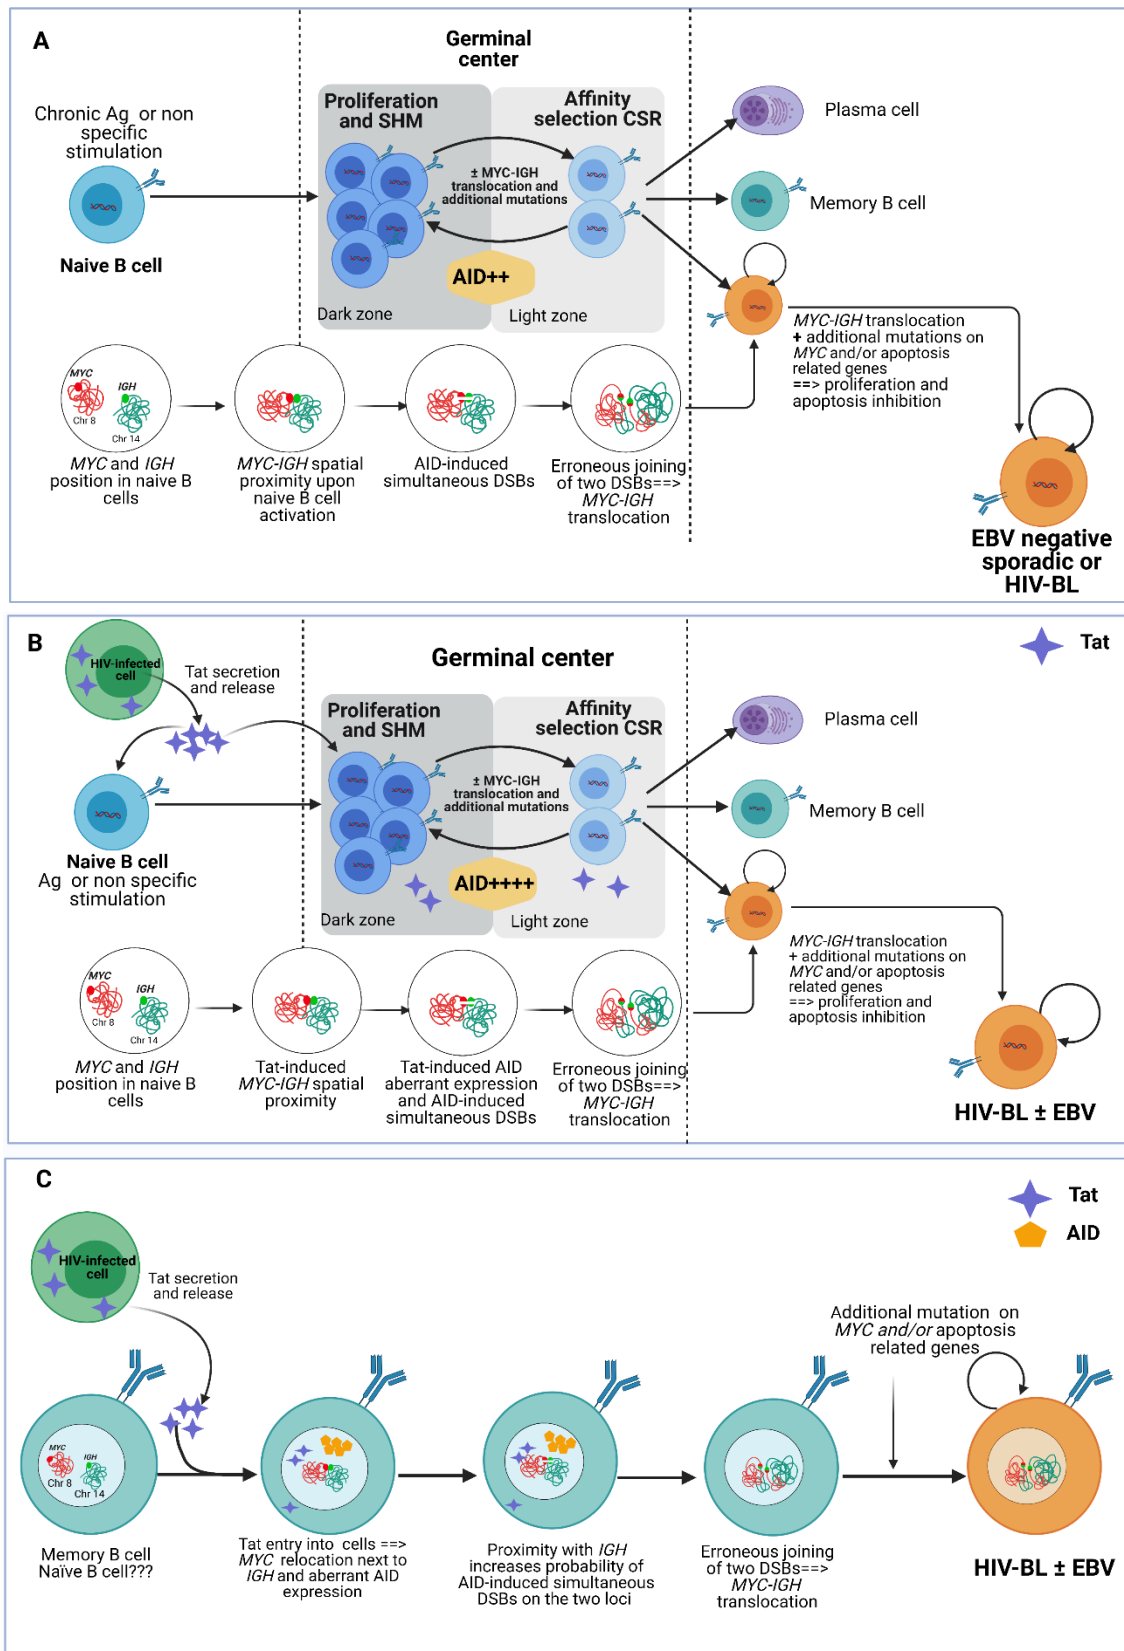 A
Germinal
center
Chronic Ag or non
specific
stimulation
Naive B cell
Proliferation
and SHM
Affinity
selection CSR
± MYC-IGH
translocation and
additional mutations
AID++
Dark zone
Light zone
Plasma cell
Memory B cell
MYC-IGH translocation
+ additional mutations on
MYC and/or apoptosis
related genes
==> proliferation and
apoptosis inhibition
EBV negative
sporadic or
HIV-BL
MYC
IGH
Chr 8
Chr 14
MYC and IGH
position in naive B
cells
MYC-IGH spatial
proximity upon
naive B cell
activation
AID-induced
simultaneous DSBs
Erroneous joining
of two DSBs==>
MYC-IGH
translocation
B
HIV-infected
cell
Tat secretion
and release
Tat
Germinal center
Naive B cell
Ag or non specific
stimulation
Proliferation
and SHM
Affinity
selection CSR
± MYC-IGH
translocation and
additional mutations
AID++++
Dark zone
Light zone
Plasma cell
Memory B cell
MYC-IGH translocation
+ additional mutations on
MYC and/or apoptosis
related genes
==> proliferation and
apoptosis inhibition
HIV-BL ± EBV
MYC
IGH
Chr 8
Chr 14
MYC and IGH
position in naive B
cells
Tat-induced
MYC-IGH spatial
proximity
Tat-induced AID
aberrant expression
and AID-induced
simultaneous DSBs
Erroneous joining
of two DSBs==>
MYC-IGH
translocation
C
Tat
AID
HIV-infected
cell
Tat secretion
and release
Additional mutation on
MYC and/or apoptosis
related genes
MYC
IGH
Chr 8
Chr 14
Memory B cell
Naïve B cell???
Tat entry into cells ==>
MYC relocation next to
IGH and aberrant AID
expression
Proximity with IGH
increases probability of
AID-induced simultaneous
DSBs on the two loci
Erroneous joining
of two DSBs==>
MYC-IGH
translocation
HIV-BL ± EBV